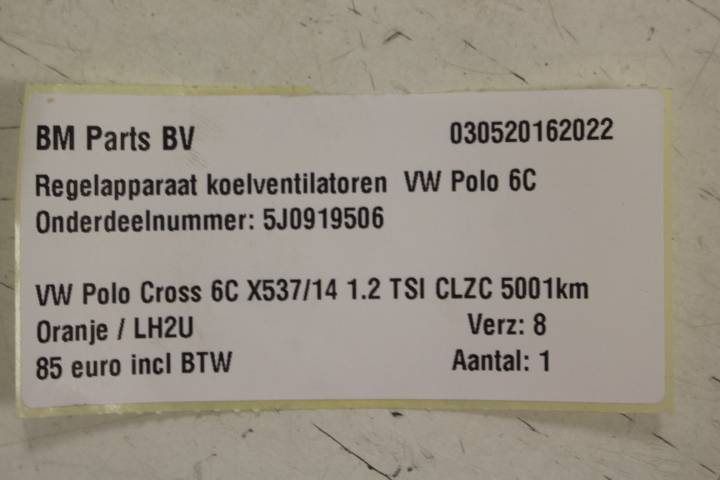 BM Parts BV 030520162022
Regelapparaat koelventilatoren VW Polo 6C
Onderdeelnummer: 5J0919506
VW Polo Cross 6C X537/14 1.2 TSI CLZC 5001km
Oranje / LH2U Verz: 8
85 euro incl BTW Aantal: 1